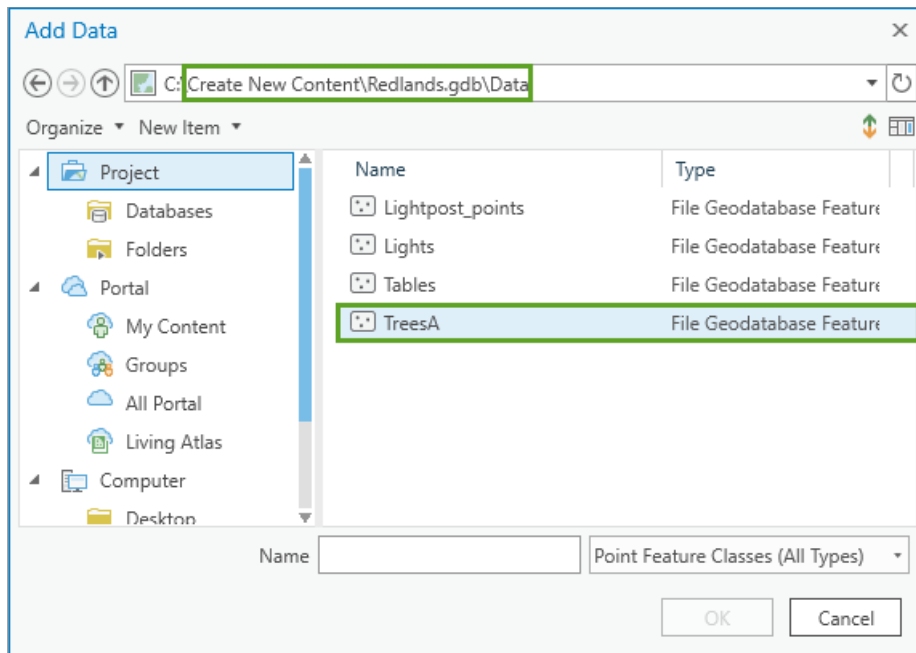 Add Data
C:\Create New Content\Redlands.gdb\Data
Organize New Item
Project
Databases
Folders
Portal
My Content
Groups
All Portal
Living Atlas
Computer
Desktop
Name Type
Lightpost_points File Geodatabase Feature
Lights File Geodatabase Feature
Tables File Geodatabase Feature
TreesA File Geodatabase Feature
Name Point Feature Classes (All Types)
OK Cancel